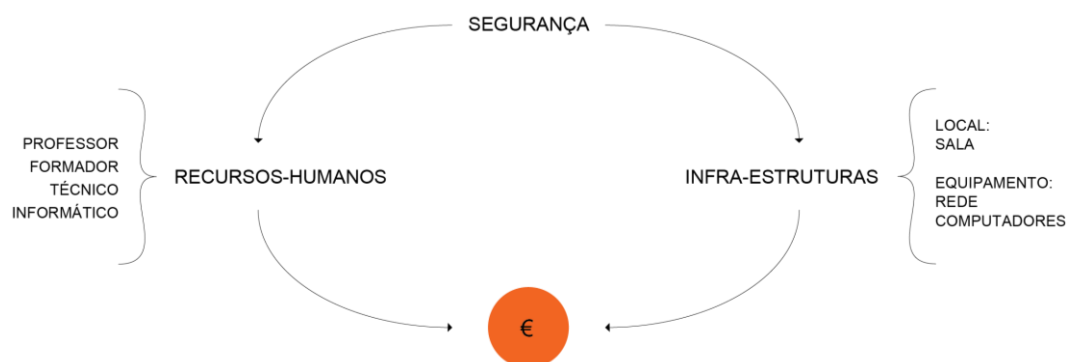 SEGURANÇA
PROFESSOR
FORMADOR
TÉCNICO
INFORMÁTICO
RECURSOS-HUMANOS
INFRA-ESTRUTURAS
LOCAL:
SALA
EQUIPAMENTO:
REDE
COMPUTADORES
€